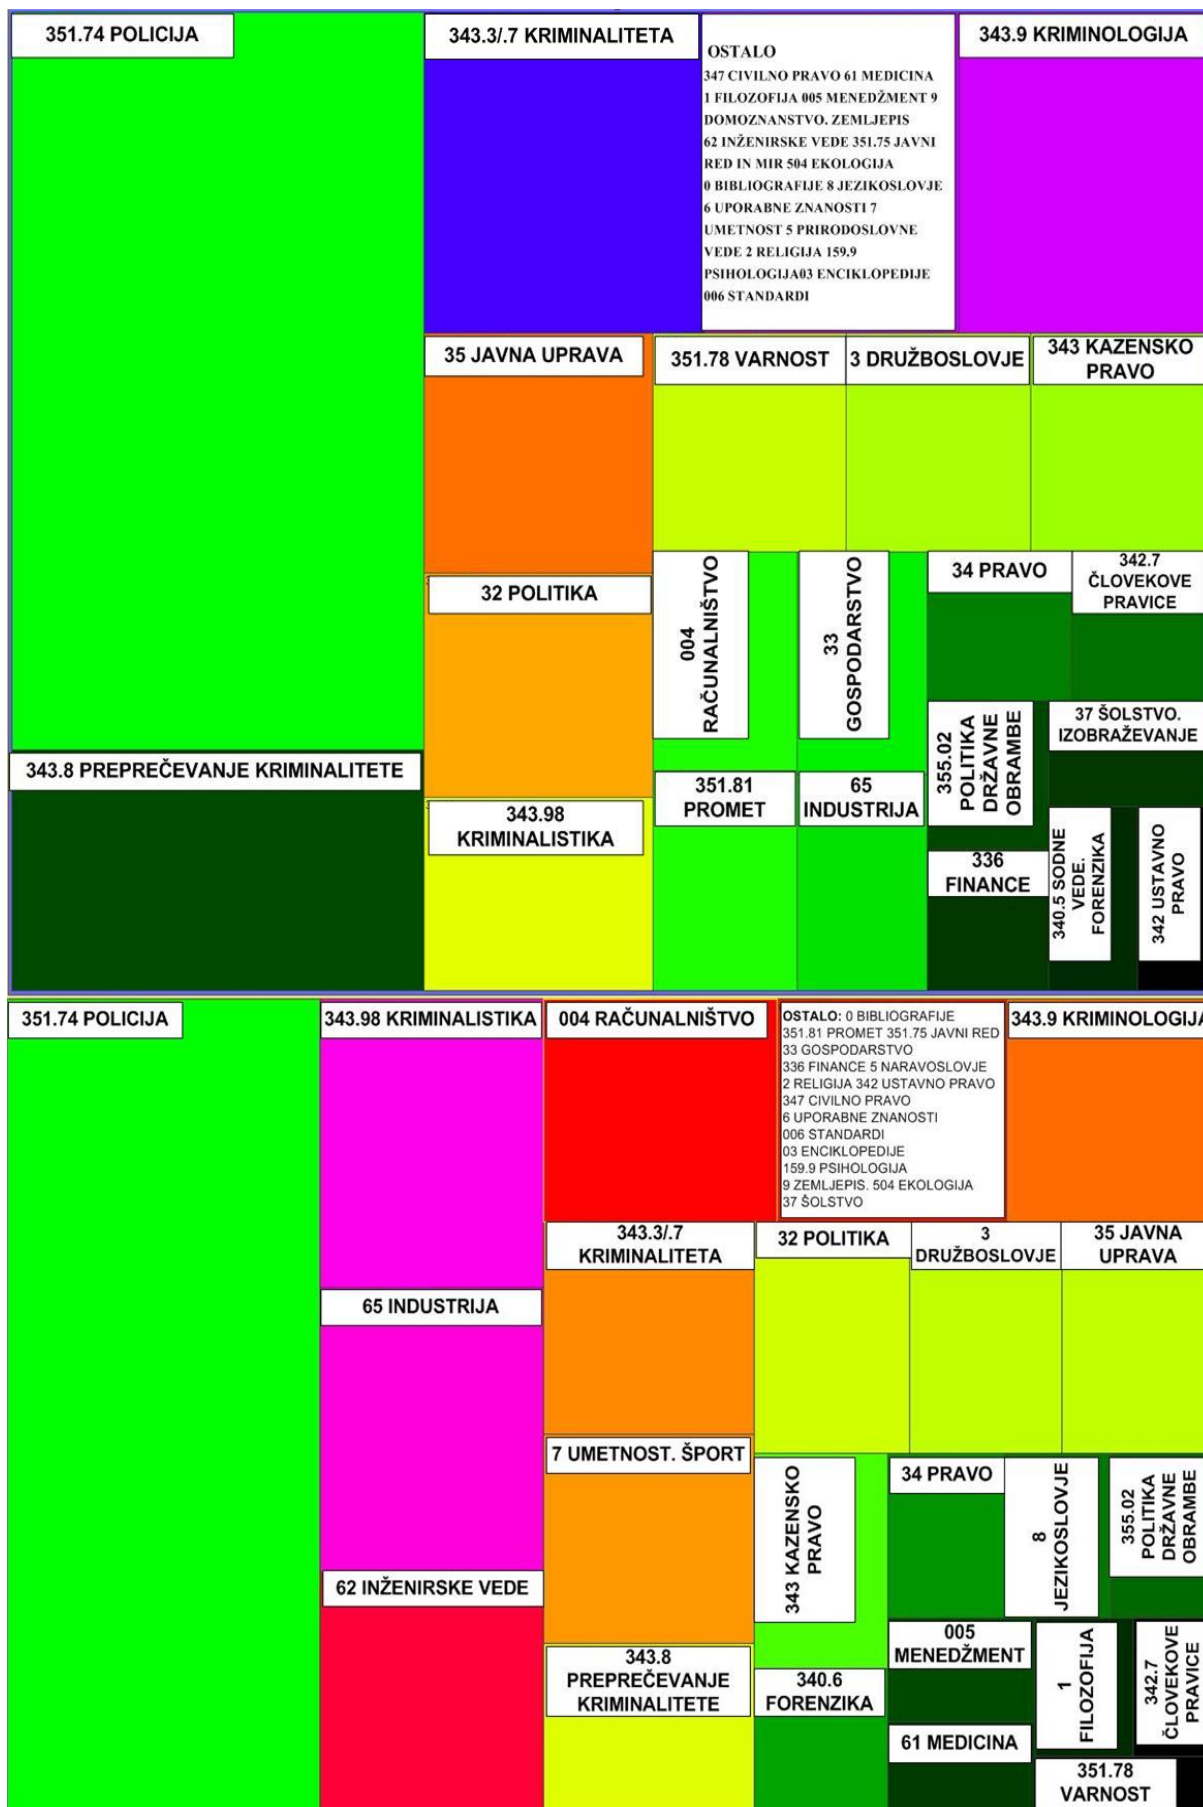 351.74 POLICIJA
343.3/.7 KRIMINALITETA
OSTALO
347 CIVILNO PRAVO 61 MEDICINA
1 FILOZOFIJA 005 MENEDŽMENT 9
DOMOZNANSTVO. ZEMLJEPIS
62 INŽENIRSKE VEDE 351.75 JAVNI
RED IN MIR 504 EKOLOGIJA
0 BIBLIOGRAFIJE 8 JEZIKOSLOVJE
6 UPORABNE ZNANOSTI 7
UMETNOST 5 PRIRODOSLOVNE
VEDE 2 RELIGIJA 159.9
PSIHOLOGIJA03 ENCIKLOPEDIJE
006 STANDARDI
343.9 KRIMINOLOGIJA
35 JAVNA UPRAVA
351.78 VARNOST
3 DRUŽBOSLOVJE
343 KAZENSKO
PRAVO
32 POLITIKA
004
RAČUNALNIŠTVO
33
GOSPODARSTVO
34 PRAVO
342.7
ČLOVEKOVE
PRAVICE
355.02
POLITIKA
DRŽAVNE
OBRAMBE
37 ŠOLSTVO.
IZOBRAŽEVANJE
343.8 PREPREČEVANJE KRIMINALITETE
343.98
KRIMINALISTIKA
351.81
PROMET
65
INDUSTRIJA
336
FINANCE
340.5 SODNE
VEDE.
FORENZIKA
342 USTAVNO
PRAVO
351.74 POLICIJA
343.98 KRIMINALISTIKA
004 RAČUNALNIŠTVO
OSTALO: 0 BIBLIOGRAFIJE
351.81 PROMET 351.75 JAVNI RED
33 GOSPODARSTVO
336 FINANCE 5 NARAVOSLOVJE
2 RELIGIJA 342 USTAVNO PRAVO
347 CIVILNO PRAVO
6 UPORABNE ZNANOSTI
006 STANDARDI
03 ENCIKLOPEDIJE
159.9 PSIHOLOGIJA
9 ZEMLJEPIS. 504 EKOLOGIJA
37 ŠOLSTVO
343.9 KRIMINOLOGIJA
343.3/.7
KRIMINALITETA
32 POLITIKA
3
DRUŽBOSLOVJE
35 JAVNA
UPRAVA
65 INDUSTRIJA
7 UMETNOST. ŠPORT
343 KAZENSKO
PRAVO
34 PRAVO
8
JEZIKOSLOVJE
355.02
POLITIKA
DRŽAVNE
OBRAMBE
62 INŽENIRSKE VEDE
343.8
PREPREČEVANJE
KRIMINALITETE
340.6
FORENZIKA
005
MENEDŽMENT
1
FILOZOFIJA
342.7
ČLOVEKOVE
PRAVICE
61 MEDICINA
351.78
VARNOST